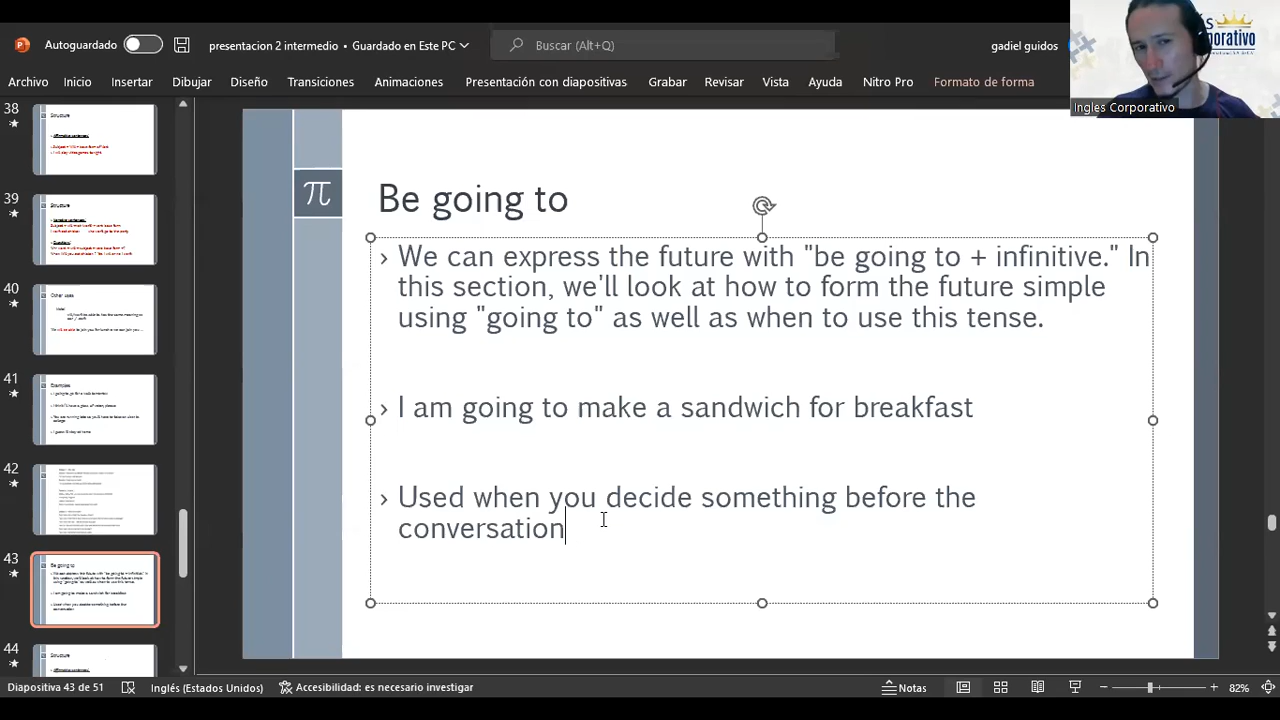 Autoguardado
presentacion 2 intermedio • Guardado en Este PC
Buscar (Alt+Q)
gadiel guidos
Archivo Inicio Insertar Dibujar Diseño Transiciones Animaciones Presentación con diapositivas Grabar Revisar Vista Ayuda Nitro Pro Formato de forma
Ingles Corporativo
38
39
40
41
42
43
44
π
Be going to
› We can express the future with "be going to + infinitive." In
this section, we'll look at how to form the future simple
using "going to" as well as when to use this tense.
› I am going to make a sandwich for breakfast
› Used when you decide something before the
conversation
Diapositiva 43 de 51 Inglés (Estados Unidos) Accesibilidad: es necesario investigar Notas 82%